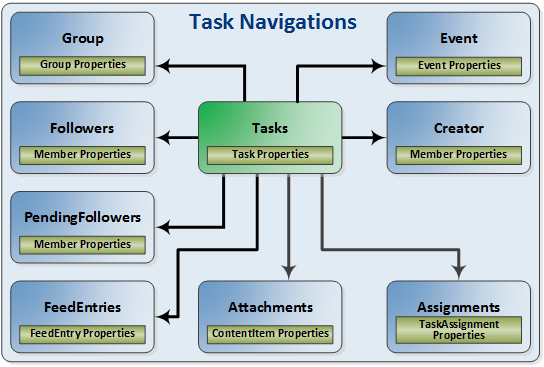 Task Navigations
Group
Group Properties
Event
Event Properties
Followers
Member Properties
Tasks
Task Properties
Creator
Member Properties
PendingFollowers
Member Properties
FeedEntries
FeedEntry Properties
Attachments
ContentItem Properties
Assignments
TaskAssignment
Properties